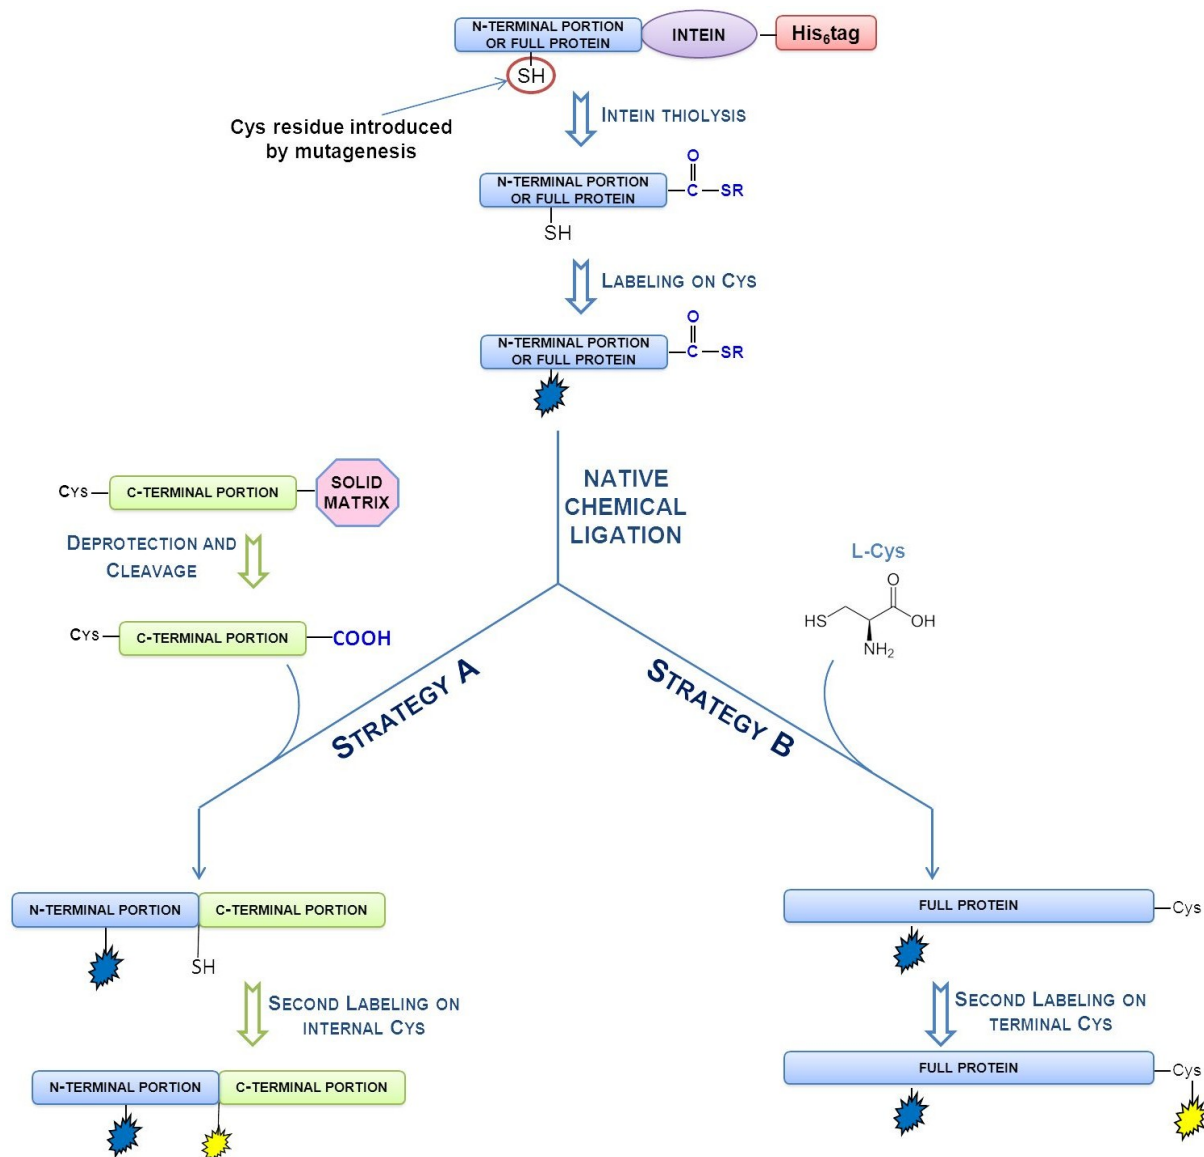 N-TERMINAL PORTION
OR FULL PROTEIN
INTEIN
His₆tag
SH
Cys residue introduced
by mutagenesis
INTEIN THIOLYSIS
N-TERMINAL PORTION
OR FULL PROTEIN
O
C
SR
SH
LABELING ON CYS
N-TERMINAL PORTION
OR FULL PROTEIN
O
C
SR
CYS
C-TERMINAL PORTION
SOLID
MATRIX
DEPROTECTION AND
CLEAVAGE
CYS
C-TERMINAL PORTION
COOH
NATIVE
CHEMICAL
LIGATION
L-Cys
O
HS
OH
NH₂
STRATEGY A
STRATEGY B
N-TERMINAL PORTION
C-TERMINAL PORTION
SH
SECOND LABELING ON
INTERNAL CYS
N-TERMINAL PORTION
C-TERMINAL PORTION
FULL PROTEIN
Cys
SECOND LABELING ON
TERMINAL CYS
FULL PROTEIN
Cys